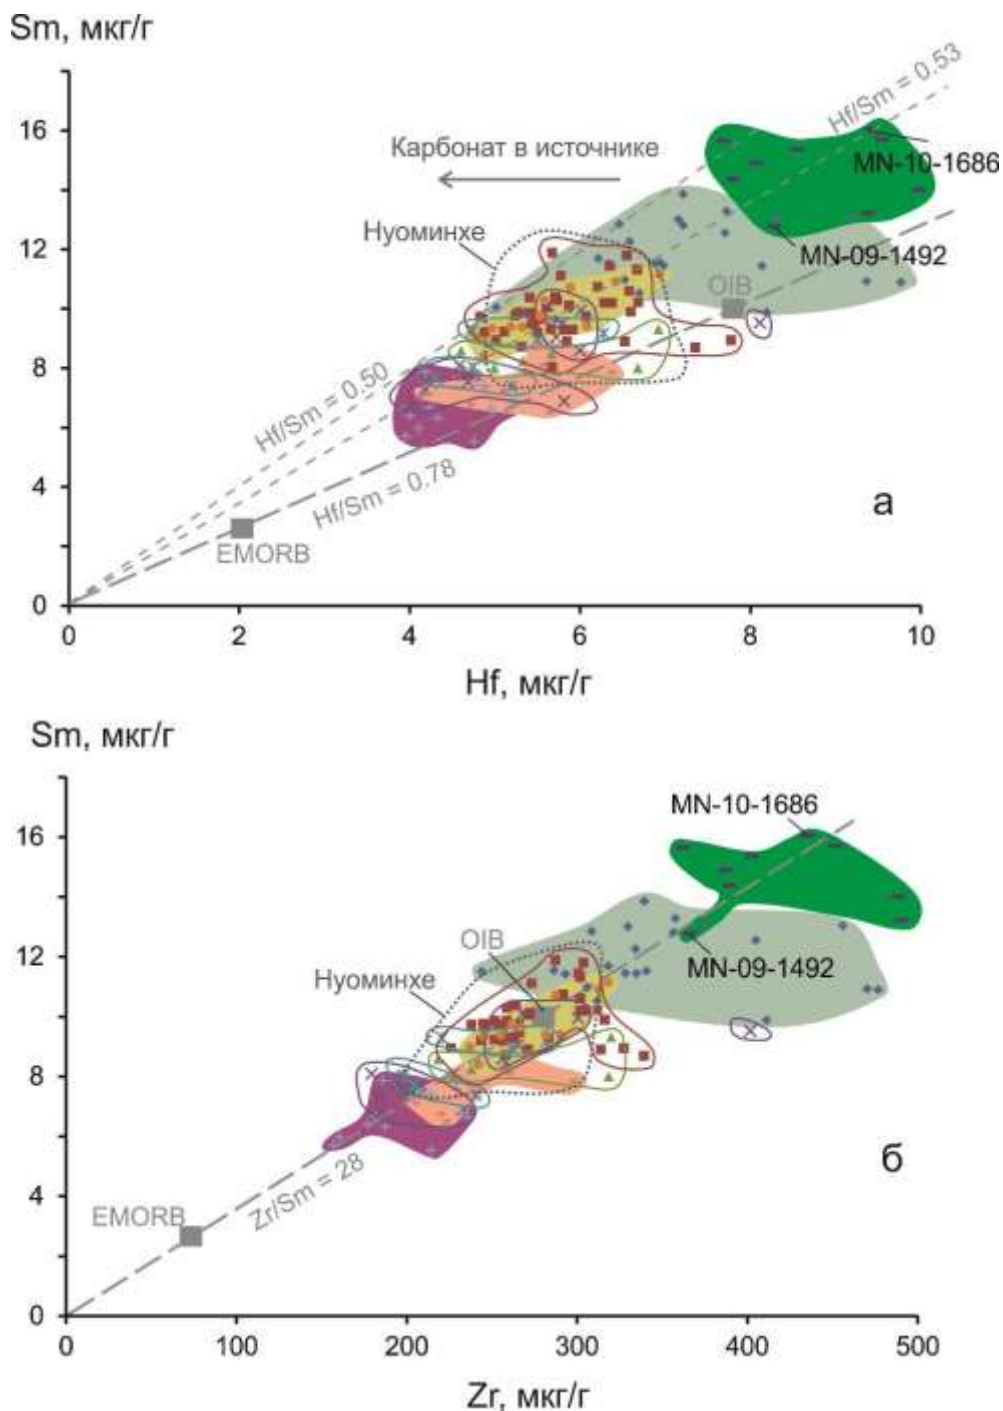 Sm, мкг/г
16
12
8
4
0
0
2
4
6
8
10
Hf, мкг/г
Карбонат в источнике
Нуоминхе
Hf/Sm = 0.53
MN-10-1686
MN-09-1492
OIB
Hf/Sm = 0.50
Hf/Sm = 0.78
EMORB
а
Sm, мкг/г
16
12
8
4
0
0
100
200
300
400
500
Zr, мкг/г
MN-10-1686
OIB
MN-09-1492
Нуоминхе
Zr/Sm = 28
EMORB
б